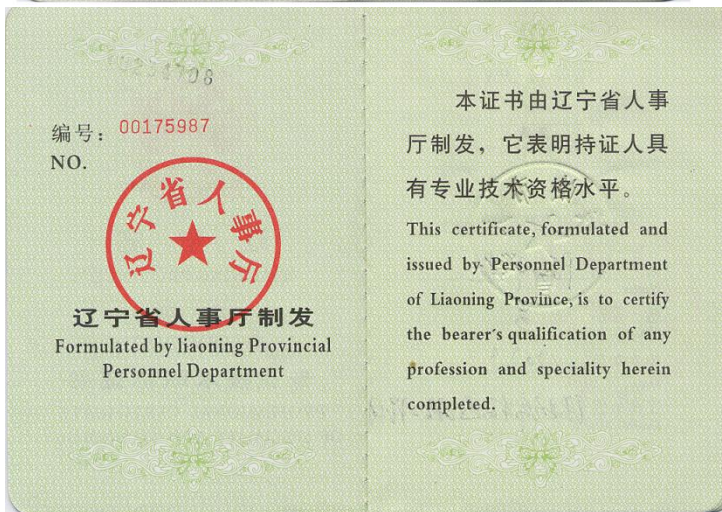 编号：00175987
NO.
辽宁省人事厅
辽宁省人事厅制发
Formulated by liaoning Provincial
Personnel Department
本证书由辽宁省人事
厅制发，它表明持证人具
有专业技术资格水平。
This certificate, formulated and
issued by Personnel Department
of Liaoning Province, is to certify
the bearer's qualification of any
profession and speciality herein
completed.